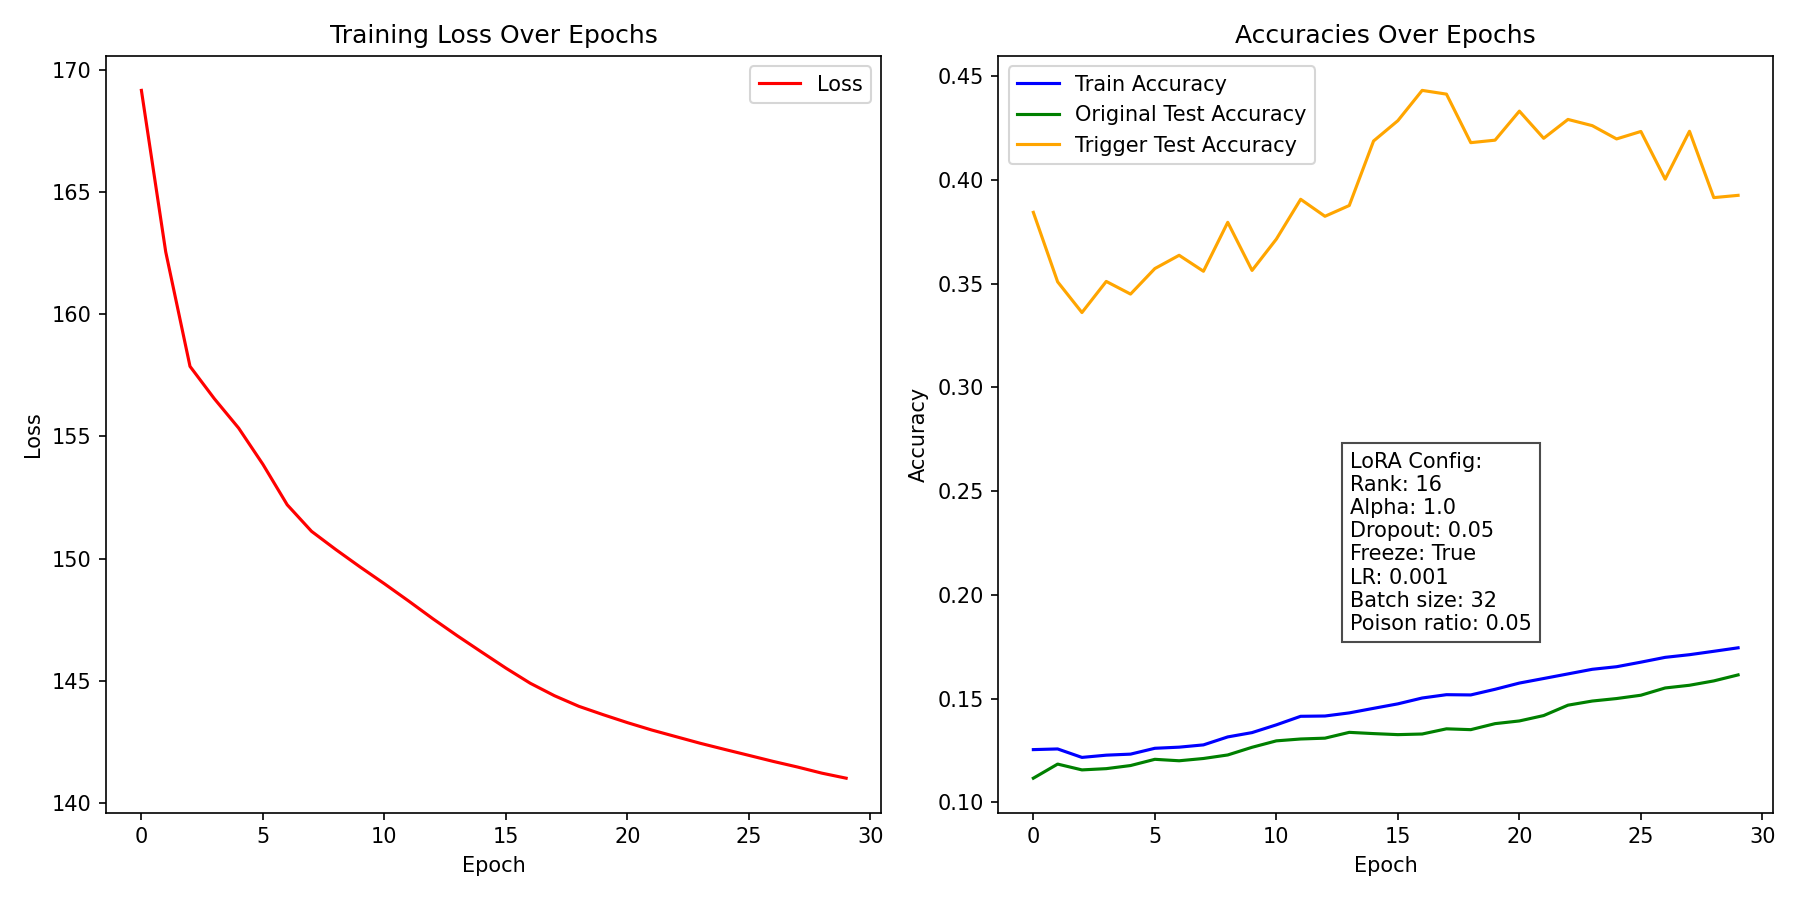 Training Loss Over Epochs
Loss
170
165
160
155
150
145
140
Loss
0 5 10 15 20 25 30
Epoch
Accuracies Over Epochs
Train Accuracy
Original Test Accuracy
Trigger Test Accuracy
0.45
0.40
0.35
0.30
0.25
0.20
0.15
0.10
Accuracy
LoRA Config:
Rank: 16
Alpha: 1.0
Dropout: 0.05
Freeze: True
LR: 0.001
Batch size: 32
Poison ratio: 0.05
0 5 10 15 20 25 30
Epoch